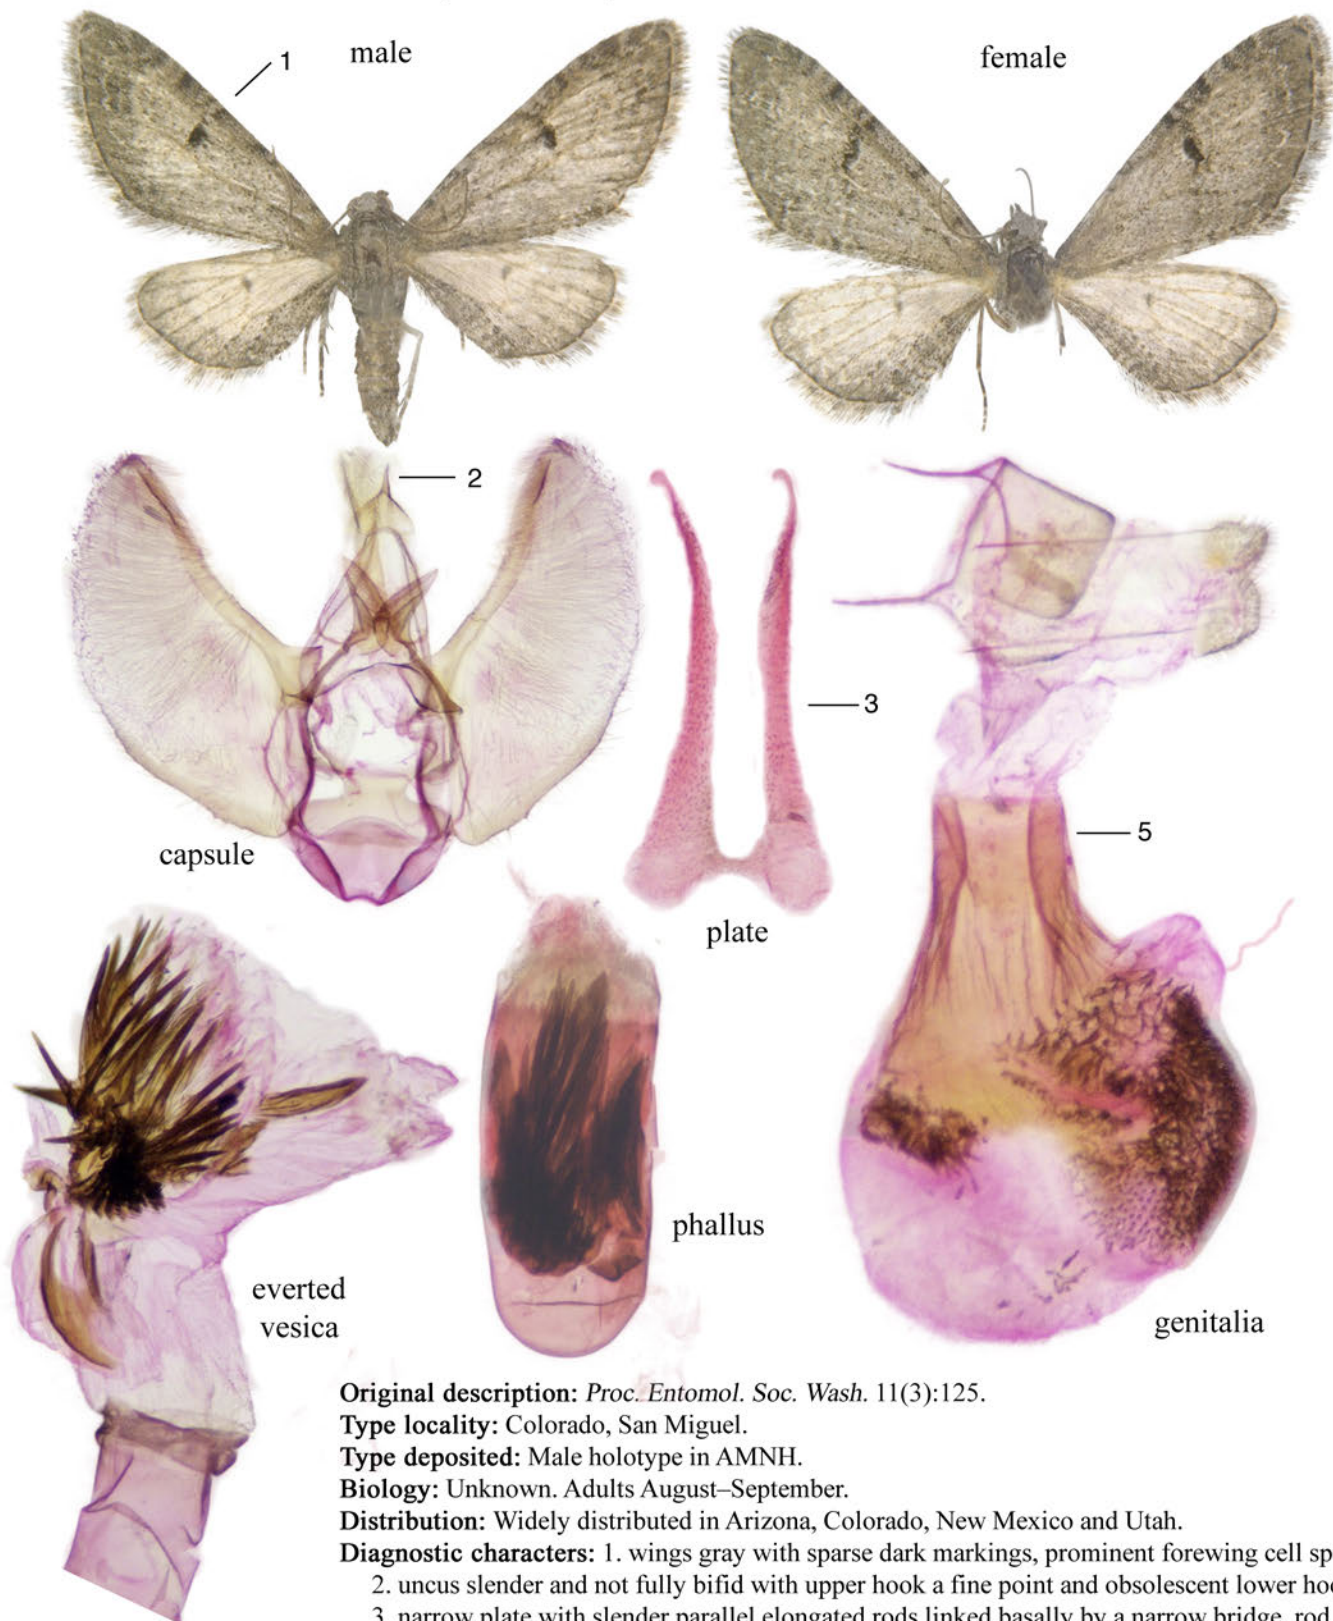 1
male
female
2
3
5
capsule
plate
phallus
everted
vesica
genitalia
Original description: Proc. Entomol. Soc. Wash. 11(3):125.
Type locality: Colorado, San Miguel.
Type deposited: Male holotype in AMNH.
Biology: Unknown. Adults August–September.
Distribution: Widely distributed in Arizona, Colorado, New Mexico and Utah.
Diagnostic characters: 1. wings gray with sparse dark markings, prominent forewing cell
2. uncus slender and not fully bifid with upper hook a fine point and obsolescent lower
3. narrow plate with slender parallel elongated rods linked basally by a narrow bridge,